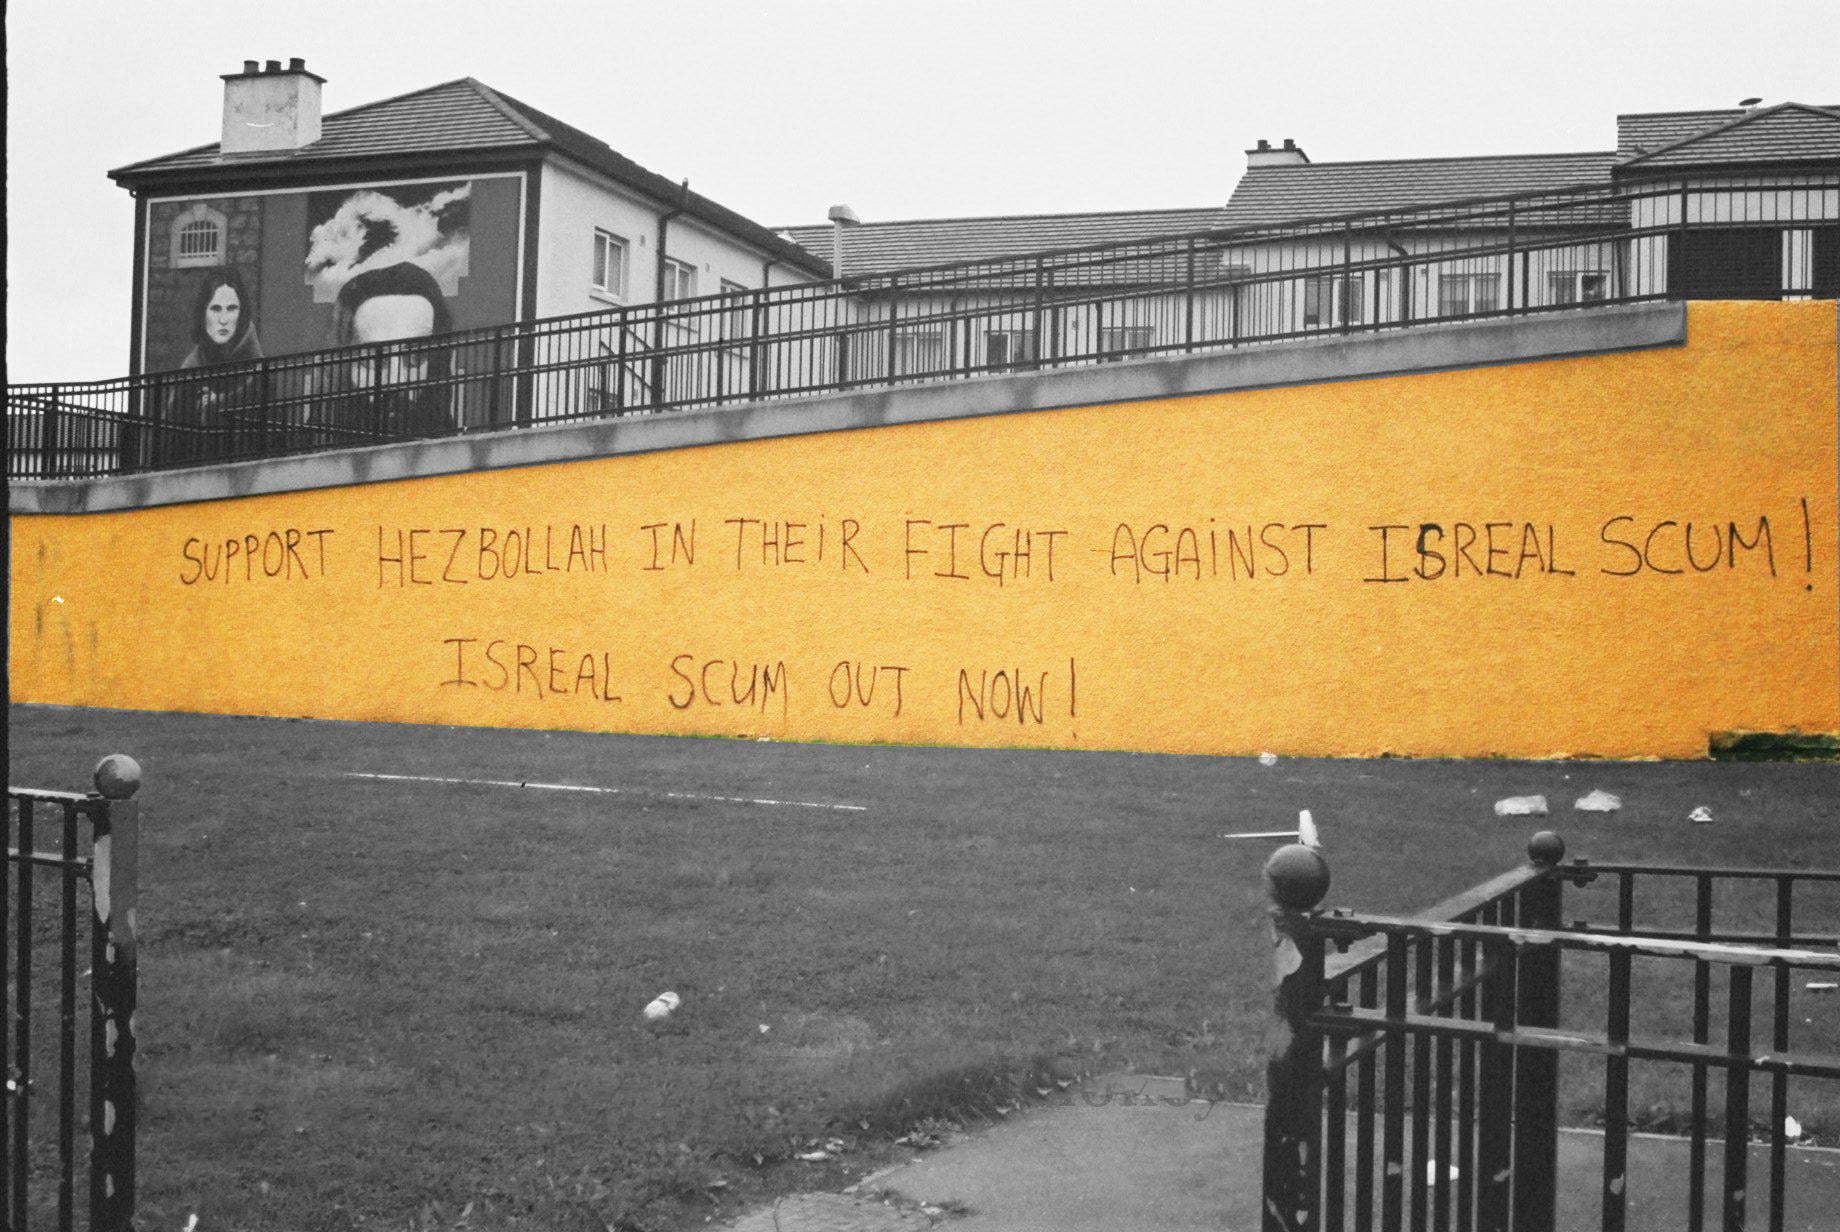 SUPPORT HEZBOLLAH IN THEiR FIGHT AGAiNST ISREAL SCUM!
ISREAL SCUM OUT NOW!